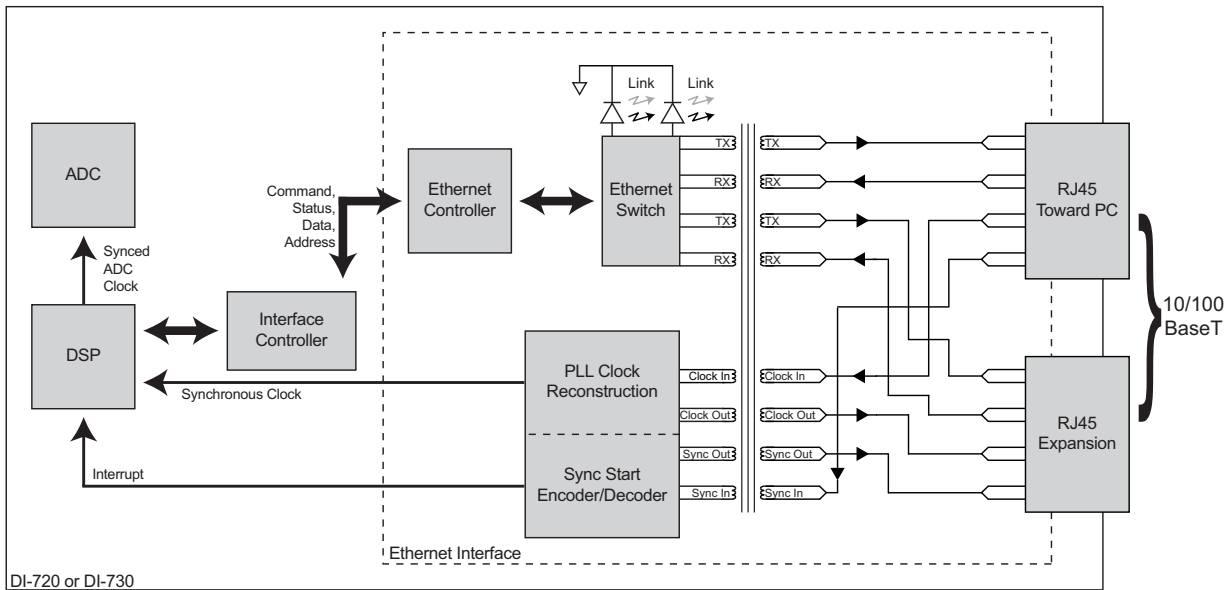 Link
Link
ADC
Command,
Status,
Data,
Address
Ethernet
Controller
Ethernet
Switch
TX
TX
RX
RX
TX
TX
RX
RX
RJ45
Toward PC
Synced
ADC
Clock
10/100
BaseT
DSP
Interface
Controller
PLL Clock
Reconstruction
Clock In
Clock In
Synchronous Clock
Clock Out
Clock Out
RJ45
Expansion
Sync Out
Sync Out
Interrupt
Sync Start
Encoder/Decoder
Sync In
Sync In
Ethernet Interface
DI-720 or DI-730